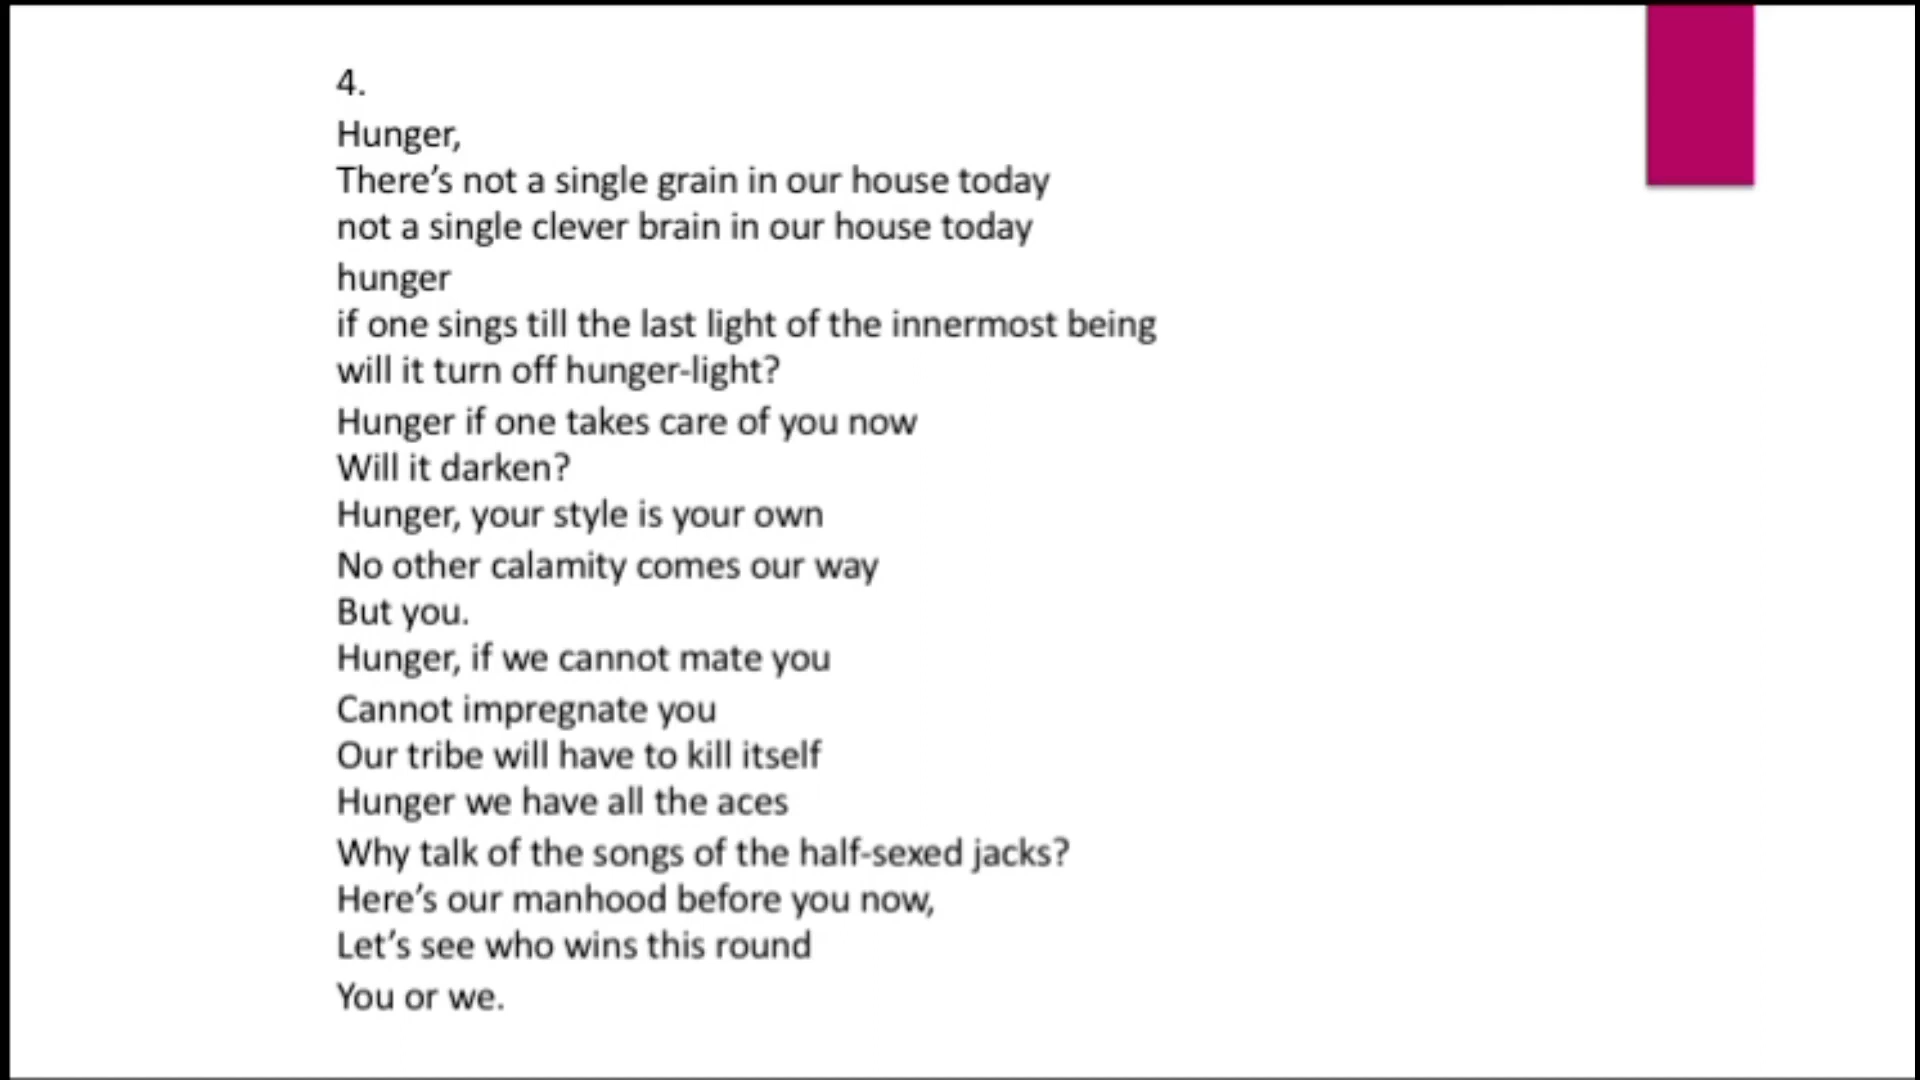 4.
Hunger,
There’s not a single grain in our house today
not a single clever brain in our house today
hunger
if one sings till the last light of the innermost being
will it turn off hunger-light?
Hunger if one takes care of you now
Will it darken?
Hunger, your style is your own
No other calamity comes our way
But you.
Hunger, if we cannot mate you
Cannot impregnate you
Our tribe will have to kill itself
Hunger we have all the aces
Why talk of the songs of the half-sexed jacks?
Here’s our manhood before you now,
Let’s see who wins this round
You or we.